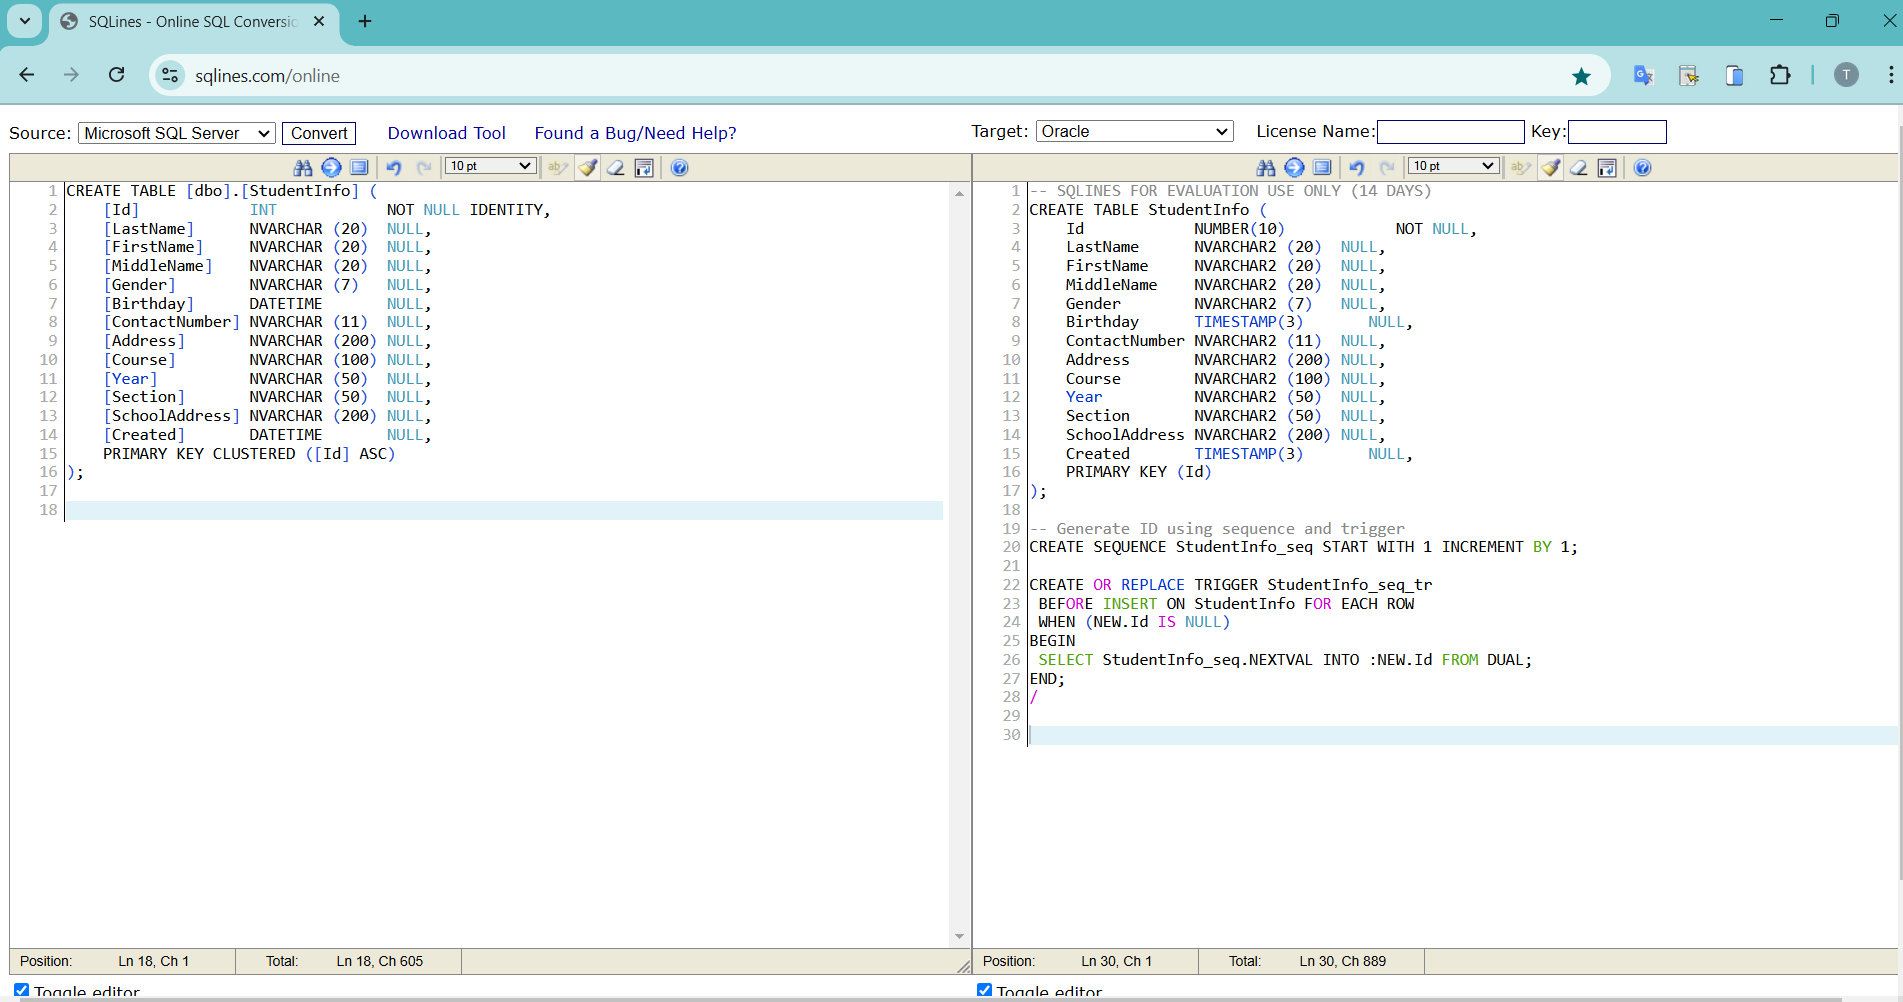 SQLines - Online SQL Conversio
sqlines.com/online
T
Source: Microsoft SQL Server Convert Download Tool Found a Bug/Need Help?
Target: Oracle License Name: Key:
10 pt
1 CREATE TABLE [dbo].[StudentInfo] (
2 [Id] INT NOT NULL IDENTITY,
3 [LastName] NVARCHAR (20) NULL,
4 [FirstName] NVARCHAR (20) NULL,
5 [MiddleName] NVARCHAR (20) NULL,
6 [Gender] NVARCHAR (7) NULL,
7 [Birthday] DATETIME NULL,
8 [ContactNumber] NVARCHAR (11) NULL,
9 [Address] NVARCHAR (200) NULL,
10 [Course] NVARCHAR (100) NULL,
11 [Year] NVARCHAR (50) NULL,
12 [Section] NVARCHAR (50) NULL,
13 [SchoolAddress] NVARCHAR (200) NULL,
14 [Created] DATETIME NULL,
15 PRIMARY KEY CLUSTERED ([Id] ASC)
16 );
17
18
Position: Ln 18, Ch 1 Total: Ln 18, Ch 605
Toggle editor
10 pt
1 -- SQLINES FOR EVALUATION USE ONLY (14 DAYS)
2 CREATE TABLE StudentInfo (
3 Id NUMBER(10) NOT NULL,
4 LastName NVARCHAR2 (20) NULL,
5 FirstName NVARCHAR2 (20) NULL,
6 MiddleName NVARCHAR2 (20) NULL,
7 Gender NVARCHAR2 (7) NULL,
8 Birthday TIMESTAMP(3) NULL,
9 ContactNumber NVARCHAR2 (11) NULL,
10 Address NVARCHAR2 (200) NULL,
11 Course NVARCHAR2 (100) NULL,
12 Year NVARCHAR2 (50) NULL,
13 Section NVARCHAR2 (50) NULL,
14 SchoolAddress NVARCHAR2 (200) NULL,
15 Created TIMESTAMP(3) NULL,
16 PRIMARY KEY (Id)
17 );
18
19 -- Generate ID using sequence and trigger
20 CREATE SEQUENCE StudentInfo_seq START WITH 1 INCREMENT BY 1;
21
22 CREATE OR REPLACE TRIGGER StudentInfo_seq_tr
23 BEFORE INSERT ON StudentInfo FOR EACH ROW
24 WHEN (NEW.Id IS NULL)
25 BEGIN
26 SELECT StudentInfo_seq.NEXTVAL INTO :NEW.Id FROM DUAL;
27 END;
28 /
29
30
Position: Ln 30, Ch 1 Total: Ln 30, Ch 889
Toggle editor